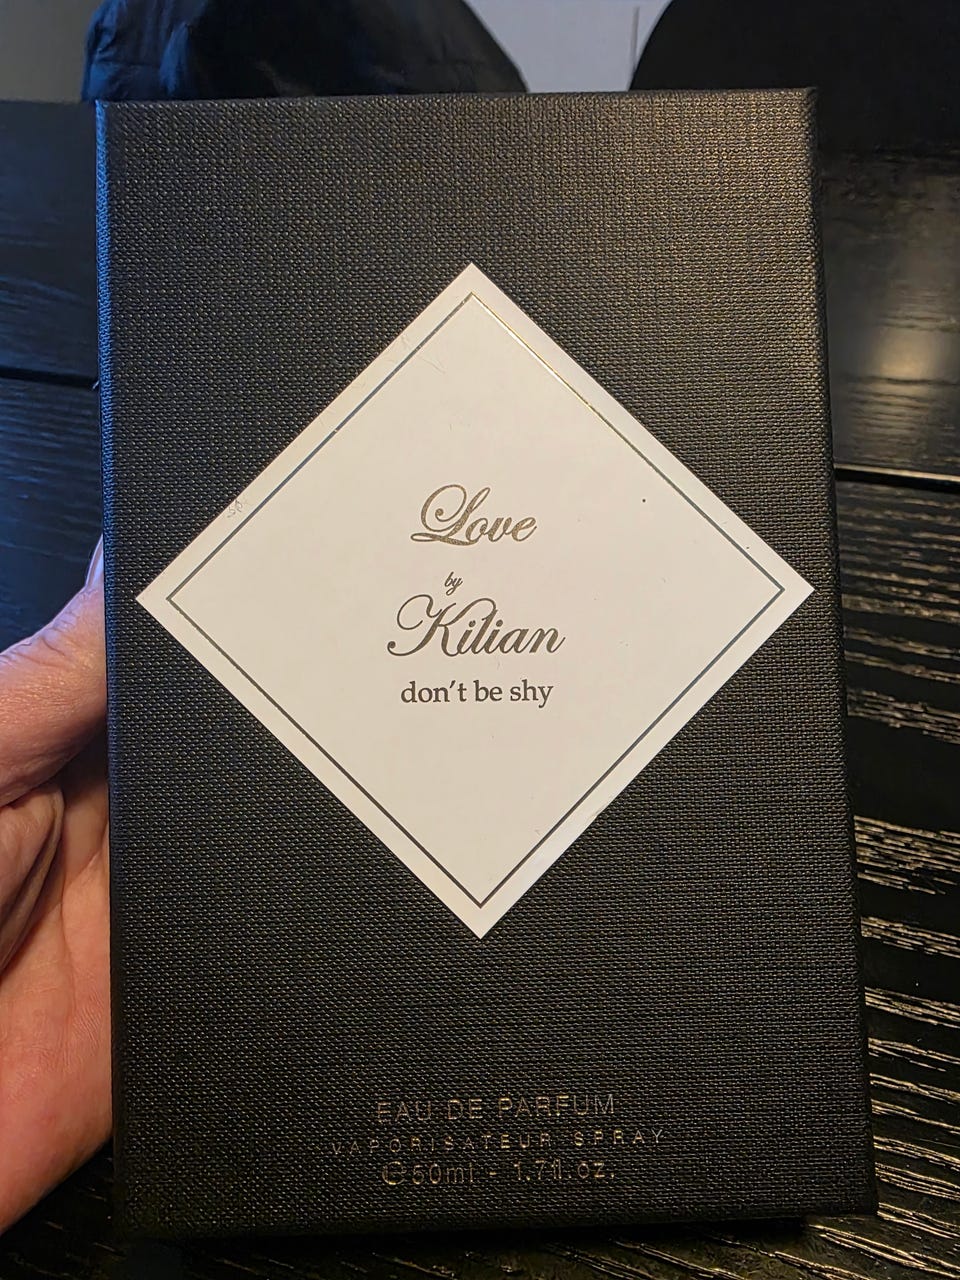 Love
by
Kilian
don't be shy
EAU DE PARFUM
VAPORISATEUR SPRAY
℮50ml - 1.7fl.oz.